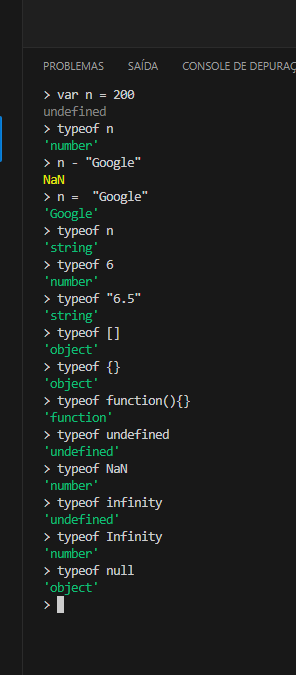 PROBLEMAS SAÍDA CONSOLE DE DEPURAÇ
> var n = 200
undefined
> typeof n
'number'
> n - "Google"
NaN
> n =  "Google"
'Google'
> typeof n
'string'
> typeof 6
'number'
> typeof "6.5"
'string'
> typeof []
'object'
> typeof {}
'object'
> typeof function(){}
'function'
> typeof undefined
'undefined'
> typeof NaN
'number'
> typeof infinity
'undefined'
> typeof Infinity
'number'
> typeof null
'object'
>